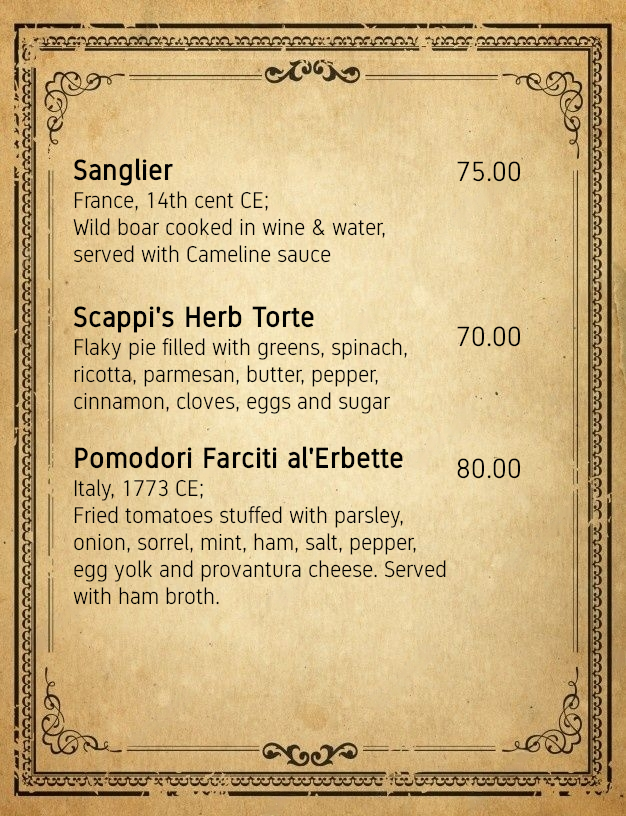 Sanglier 75.00
France, 14th cent CE;
Wild boar cooked in wine & water,
served with Cameline sauce
Scappi's Herb Torte 70.00
Flaky pie filled with greens, spinach,
ricotta, parmesan, butter, pepper,
cinnamon, cloves, eggs and sugar
Pomodori Farciti al'Erbette 80.00
Italy, 1773 CE;
Fried tomatoes stuffed with parsley,
onion, sorrel, mint, ham, salt, pepper,
egg yolk and provantura cheese. Served
with ham broth.